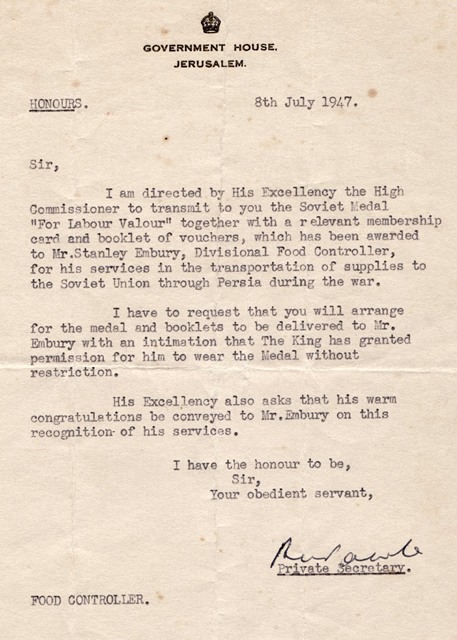 GOVERNMENT HOUSE.
JERUSALEM.
HONOURS.
8th July 1947.
Sir,
I am directed by His Excellency the High
Commissioner to transmit to you the Soviet Medal
"For Labour Valour" together with a relevant membership
card and booklet of vouchers, which has been awarded
to Mr.Stanley Embury, Divisional Food Controller,
for his services in the transportation of supplies to
the Soviet Union through Persia during the war.
I have to request that you will arrange
for the medal and booklets to be delivered to Mr.
Embury with an intimation that The King has granted
permission for him to wear the Medal without
restriction.
His Excellency also asks that his warm
congratulations be conveyed to Mr.Embury on this
recognition of his services.
I have the honour to be,
Sir,
Your obedient servant,
Private Secretary.
FOOD CONTROLLER.